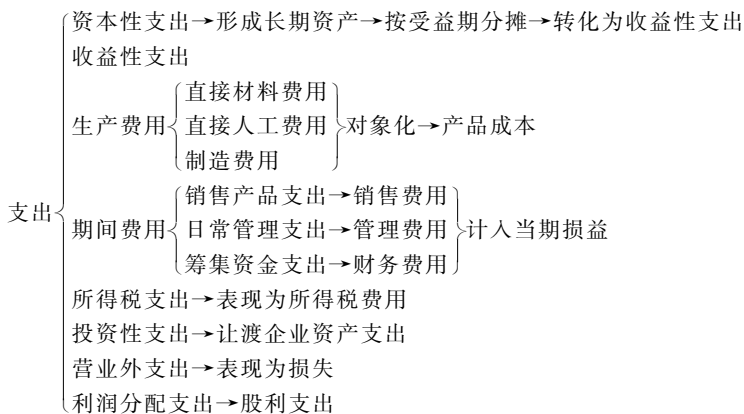 资本性支出→形成长期资产→按受益期分摊→转化为收益性支出
收益性支出
直接材料费用
生产费用 直接人工费用 对象化→产品成本
制造费用
销售产品支出→销售费用
支出 期间费用 日常管理支出→管理费用 计入当期损益
筹集资金支出→财务费用
所得税支出→表现为所得税费用
投资性支出→让渡企业资产支出
营业外支出→表现为损失
利润分配支出→股利支出